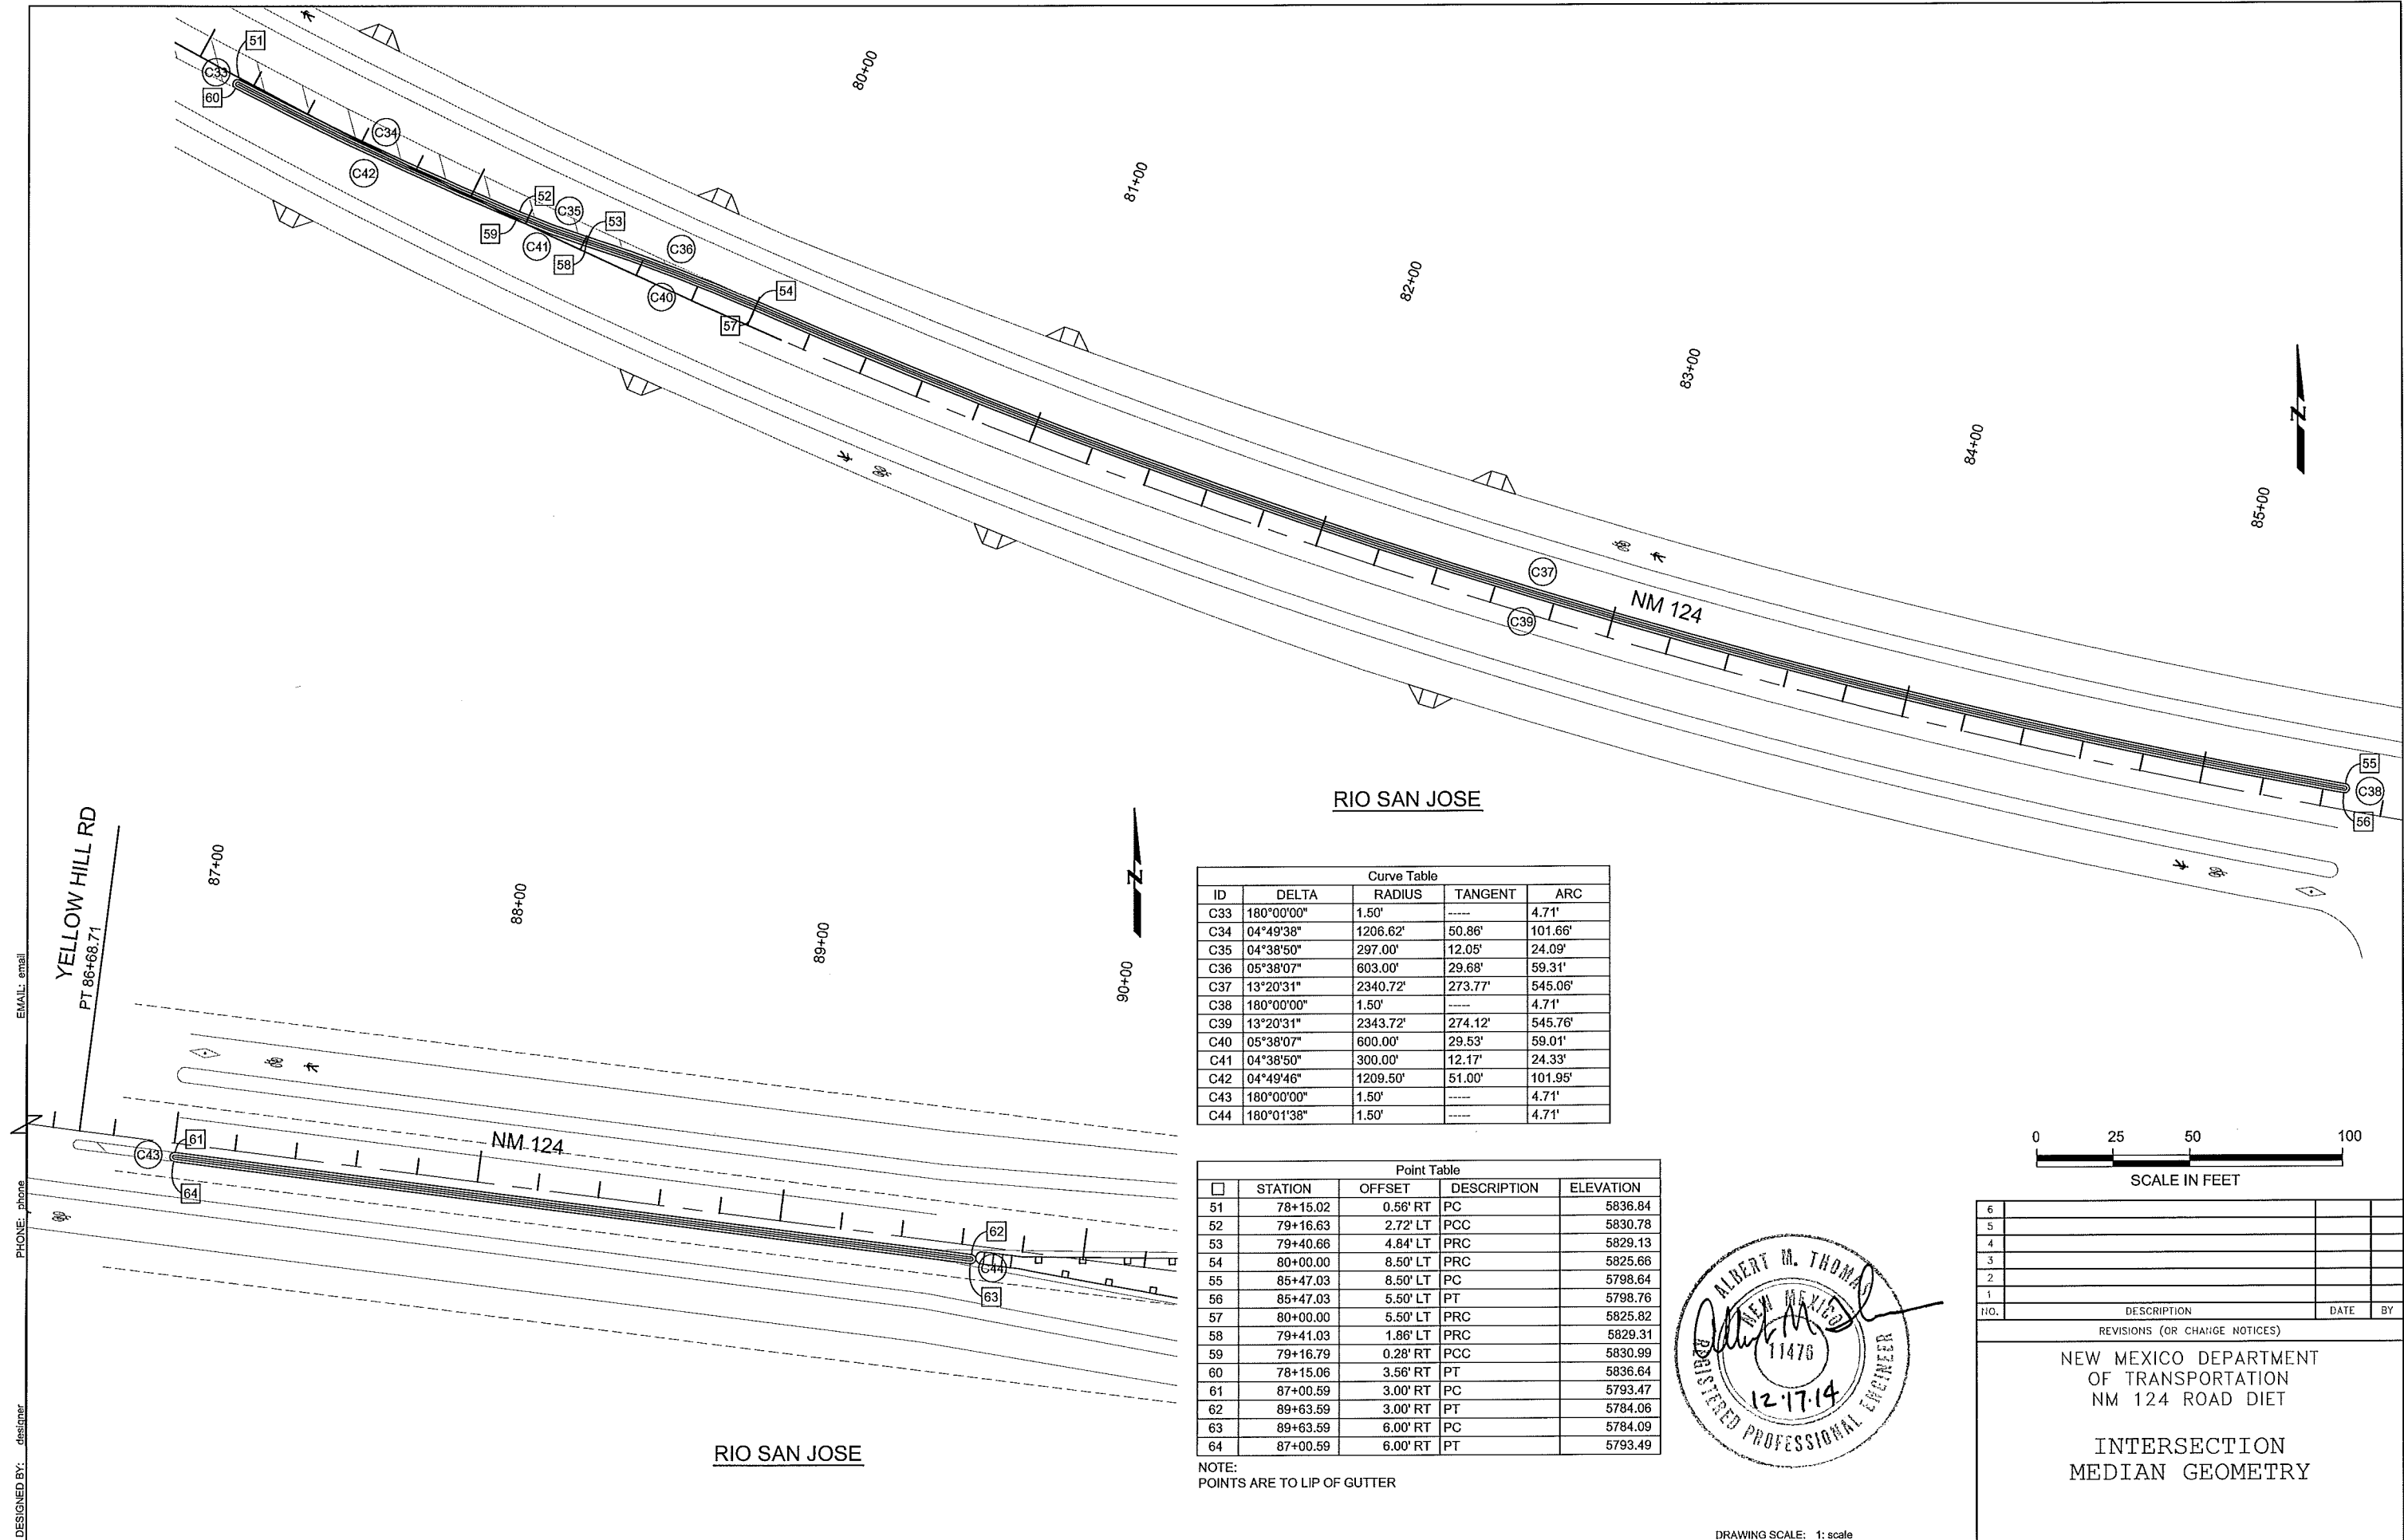 51
C33
60
C34
C42
52
C35
53
59
C41
58
C36
C40
54
57
80+00
81+00
82+00
83+00
84+00
85+00
N
C37
C39
NM 124
55
C38
56
RIO SAN JOSE
YELLOW HILL RD
PT 86+68.71
87+00
88+00
89+00
90+00
N
NM 124
61
C43
64
62
C44
63
RIO SAN JOSE
Curve Table
ID DELTA RADIUS TANGENT ARC
C33 180°00'00" 1.50' ----- 4.71'
C34 04°49'38" 1206.62' 50.86' 101.66'
C35 04°38'50" 297.00' 12.05' 24.09'
C36 05°38'07" 603.00' 29.68' 59.31'
C37 13°20'31" 2340.72' 273.77' 545.06'
C38 180°00'00" 1.50' ----- 4.71'
C39 13°20'31" 2343.72' 274.12' 545.76'
C40 05°38'07" 600.00' 29.53' 59.01'
C41 04°38'50" 300.00' 12.17' 24.33'
C42 04°49'46" 1209.50' 51.00' 101.95'
C43 180°00'00" 1.50' ----- 4.71'
C44 180°01'38" 1.50' ----- 4.71'
Point Table
□ STATION OFFSET DESCRIPTION ELEVATION
51 78+15.02 0.56' RT PC 5836.84
52 79+16.63 2.72' LT PCC 5830.78
53 79+40.66 4.84' LT PRC 5829.13
54 80+00.00 8.50' LT PRC 5825.66
55 85+47.03 8.50' LT PC 5798.64
56 85+47.03 5.50' LT PT 5798.76
57 80+00.00 5.50' LT PRC 5825.82
58 79+41.03 1.86' LT PRC 5829.31
59 79+16.79 0.28' RT PCC 5830.99
60 78+15.06 3.56' RT PT 5836.64
61 87+00.59 3.00' RT PC 5793.47
62 89+63.59 3.00' RT PT 5784.06
63 89+63.59 6.00' RT PC 5784.09
64 87+00.59 6.00' RT PT 5793.49
NOTE:
POINTS ARE TO LIP OF GUTTER
ALBERT M. THOMAS
NEW MEXICO
11476
12.17.14
REGISTERED PROFESSIONAL ENGINEER
0 25 50 100
SCALE IN FEET
6
5
4
3
2
1
NO. DESCRIPTION DATE BY
REVISIONS (OR CHANGE NOTICES)
NEW MEXICO DEPARTMENT
OF TRANSPORTATION
NM 124 ROAD DIET
INTERSECTION
MEDIAN GEOMETRY
DRAWING SCALE: 1: scale
DESIGNED BY: designer PHONE: phone EMAIL: email